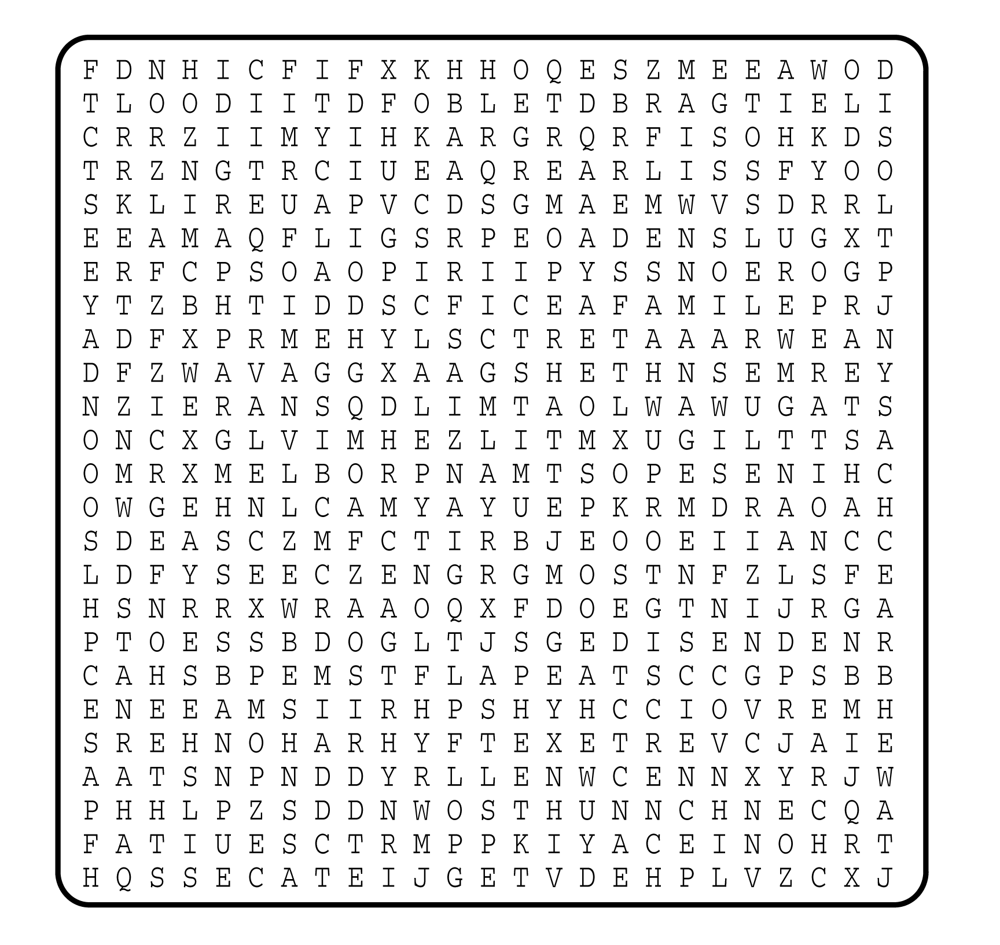 F D N H I C F I F X K H H O Q E S Z M E E A W O D
T L O O D I I T D F O B L E T D B R A G T I E L I
C R R Z I I M Y I H K A R G R Q R F I S O H K D S
T R Z N G T R C I U E A Q R E A R L I S S F Y O O
S K L I R E U A P V C D S G M A E M W V S D R R L
E E A M A Q F L I G S R P E O A D E N S L U G X T
E R F C P S O A O P I R I I P Y S S N O E R O G P
Y T Z B H T I D D S C F I C E A F A M I L E P R J
A D F X P R M E H Y L S C T R E T A A A R W E A N
D F Z W A V A G G X A A G S H E T H N S E M R E Y
N Z I E R A N S Q D L I M T A O L W A W U G A T S
O N C X G L V I M H E Z L I T M X U G I L T T S A
O M R X M E L B O R P N A M T S O P E S E N I H C
O W G E H N L C A M Y A Y U E P K R M D R A O A H
S D E A S C Z M F C T I R B J E O O E I I A N C C
L D F Y S E E C Z E N G R G M O S T N F Z L S F E
H S N R R X W R A A O Q X F D O E G T N I J R G A
P T O E S S B D O G L T J S G E D I S E N D E N R
C A H S B P E M S T F L A P E A T S C C G P S B B
E N E E A M S I I R H P S H Y H C C I O V R E M H
S R E H N O H A R H Y F T E X E T R E V C J A I E
A A T S N P N D D Y R L L E N W C E N N X Y R J W
P H H L P Z S D D N W O S T H U N N C H N E C Q A
F A T I U E S C T R M P P K I Y A C E I N O H R T
H Q S S E C A T E I J G E T V D E H P L V Z C X J